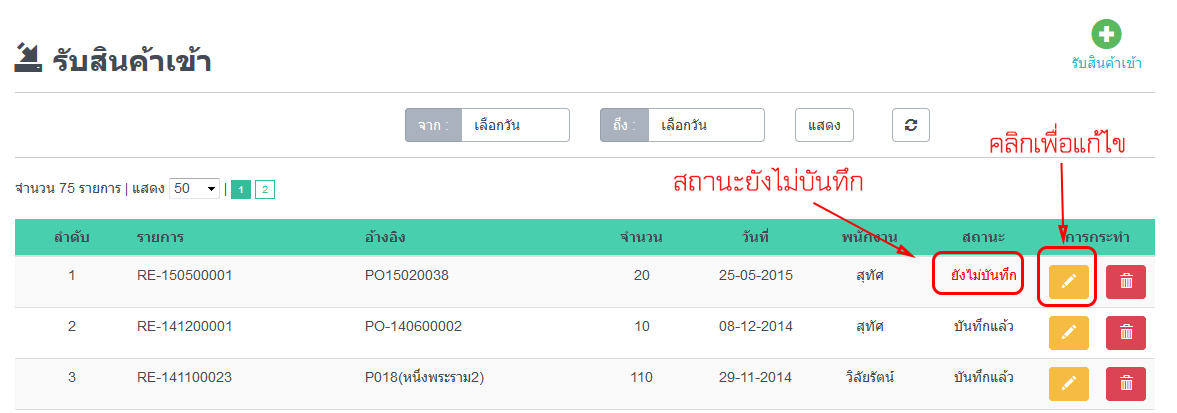 รับสินค้าเข้า
รับสินค้าเข้า
จาก : เลือกวัน ถึง : เลือกวัน แสดง
คลิกเพื่อแก้ไข
สถานะยังไม่บันทึก
จำนวน 75 รายการ | แสดง 50 | 1 2
ลำดับ รายการ อ้างอิง จำนวน วันที่ พนักงาน สถานะ การกระทำ
1 RE-150500001 PO15020038 20 25-05-2015 สุทัศ ยังไม่บันทึก
2 RE-141200001 PO-140600002 10 08-12-2014 สุทัศ บันทึกแล้ว
3 RE-141100023 P018(หนึ่งพระราม2) 110 29-11-2014 วิลัยรัตน์ บันทึกแล้ว